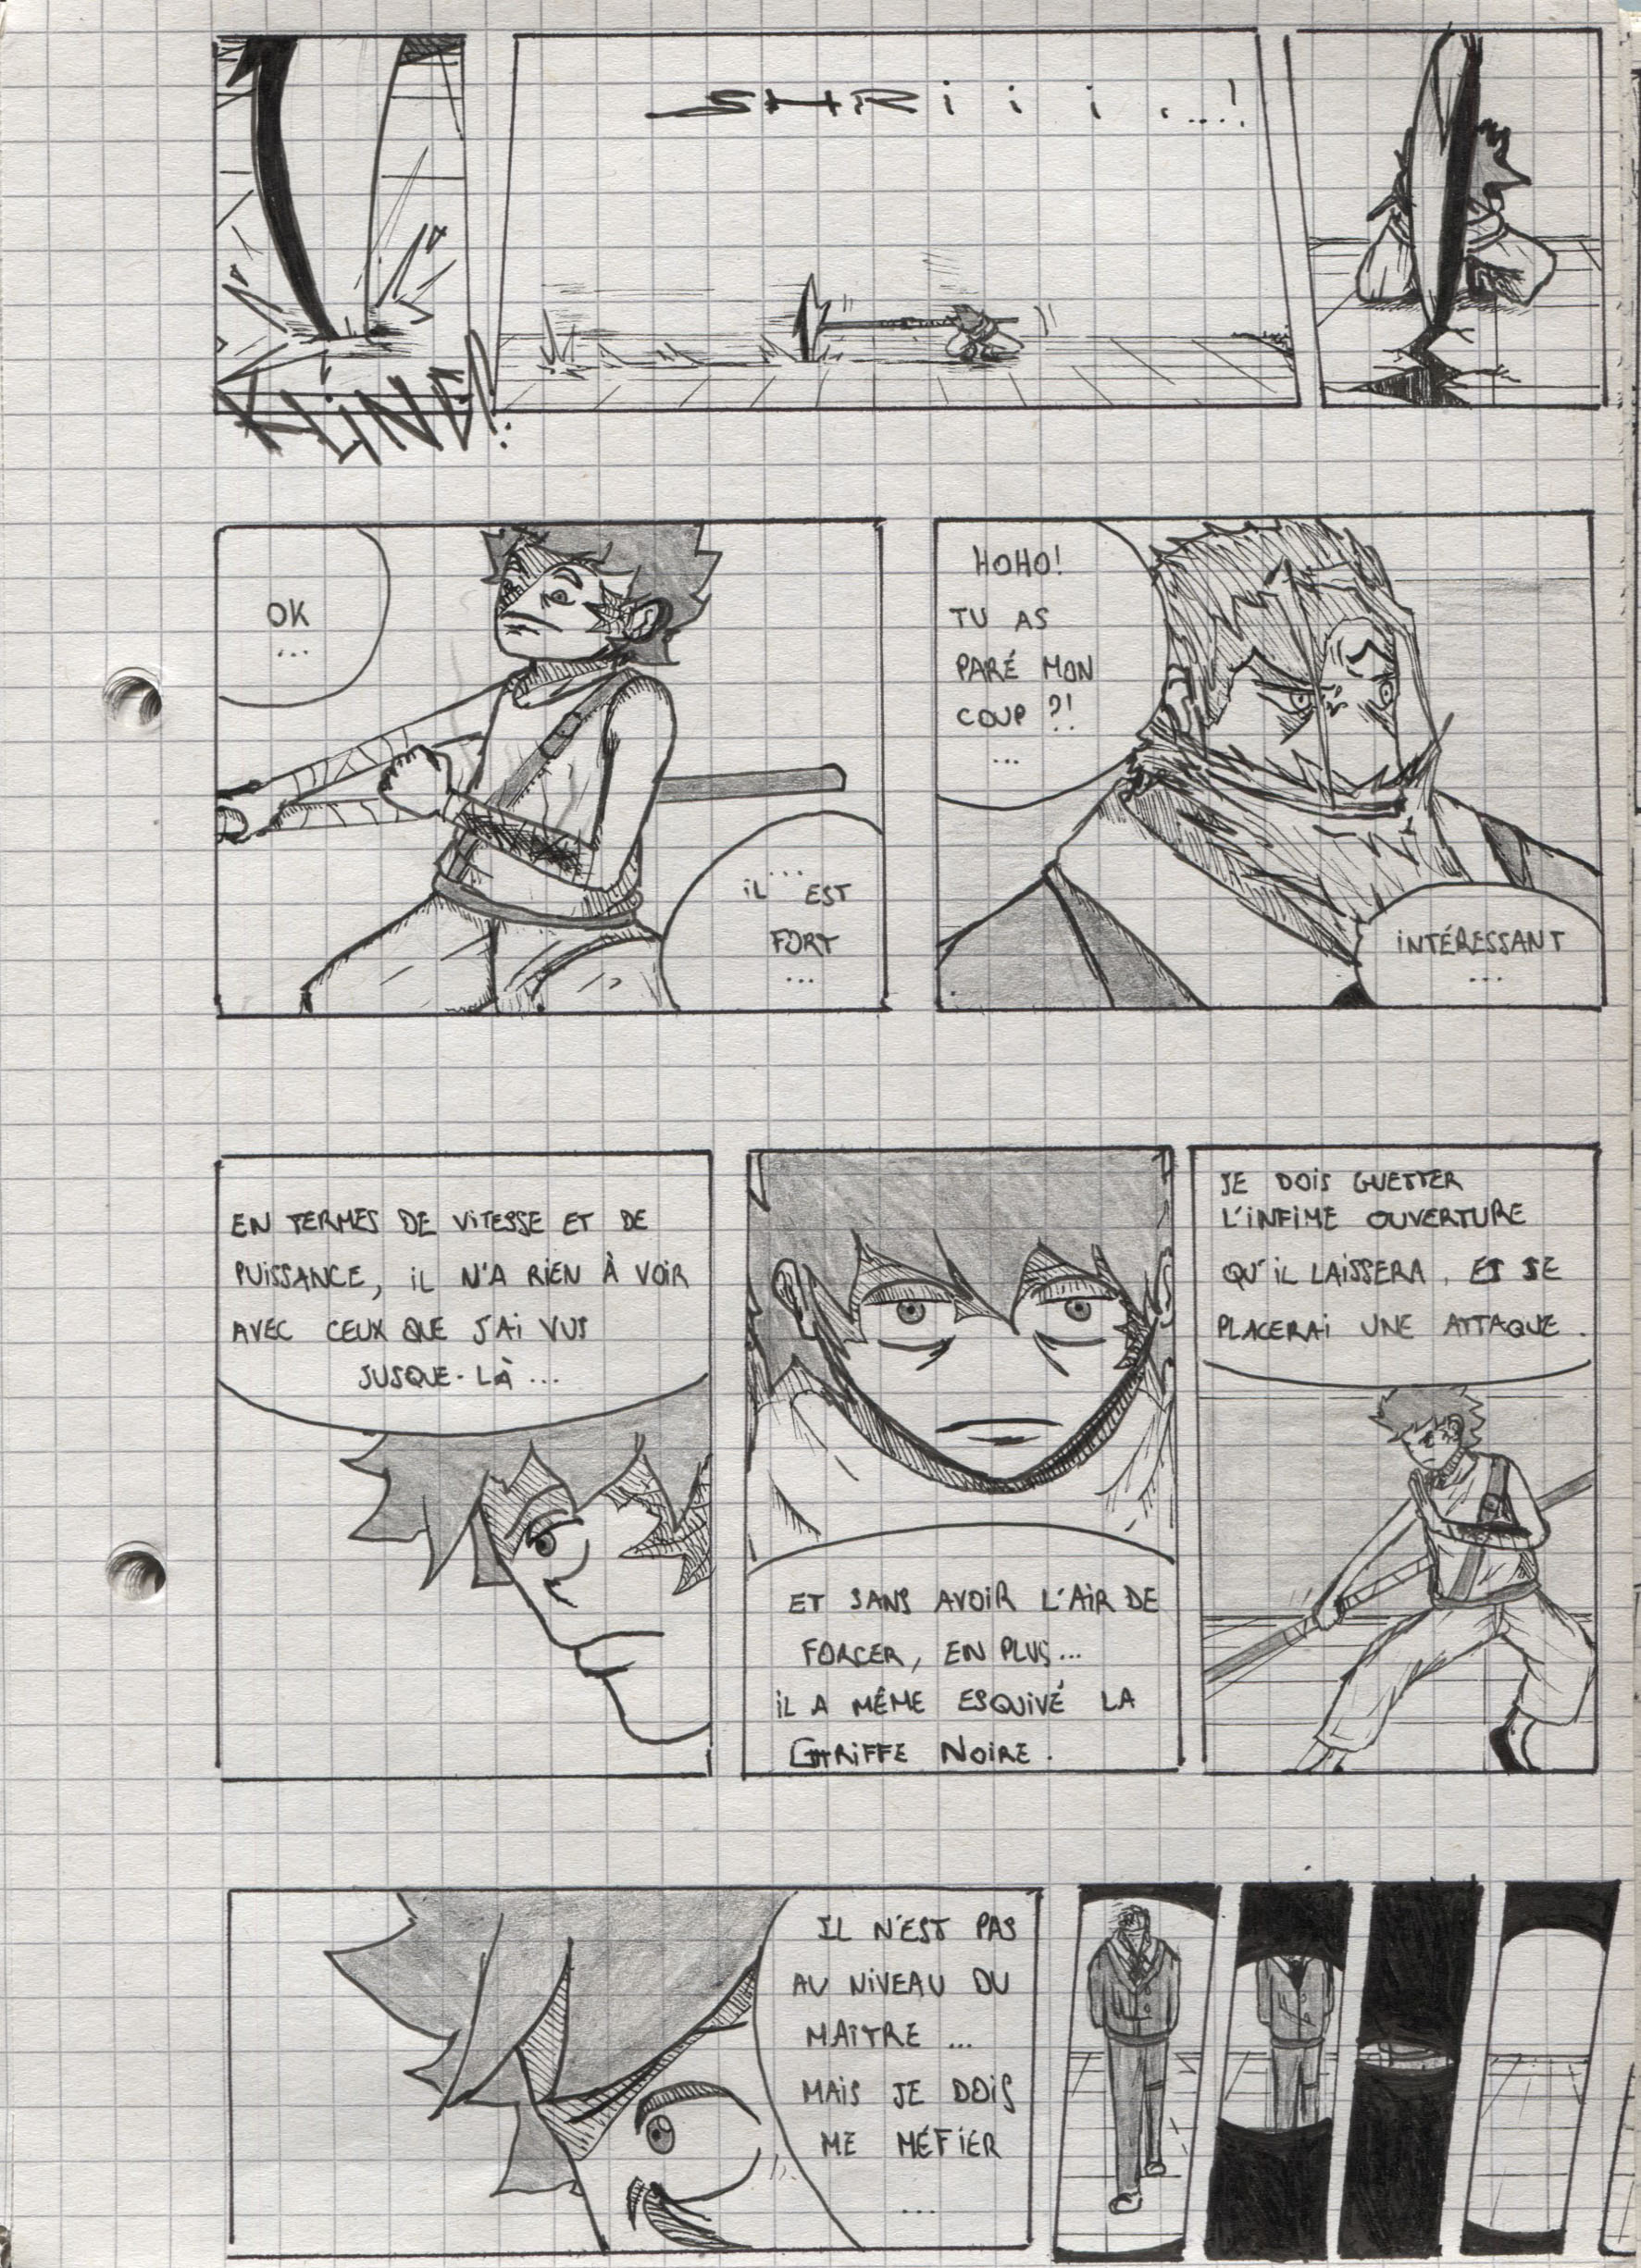 KLING!
SHRiiii...!
OK
...
...
iL EST
FORT
...
HOHO!
TU AS
PARÉ MON
COUP ?!
...
iNTÉRESSANT
...
EN TERMES DE ViTESSE ET DE
PUiSSANCE, iL N'A RiEN À VOiR
AVEC CEUX QUE J'Ai VUS
JUSQUE-LÀ...
ET SANS AVOiR L'AiR DE
FORCER, EN PLUS...
iL A MÊME ESQUiVÉ LA
GRiFFE NOiRE.
JE DOiS GUETTER
L'iNFiME OUVERTURE
QU'iL LAiSSERA, ET JE
PLACERAi UNE ATTAQUE.
IL N'EST PAS
AU NiVEAU DU
MAiTRE ...
MAiS JE DOiS
ME MÉFiER
...